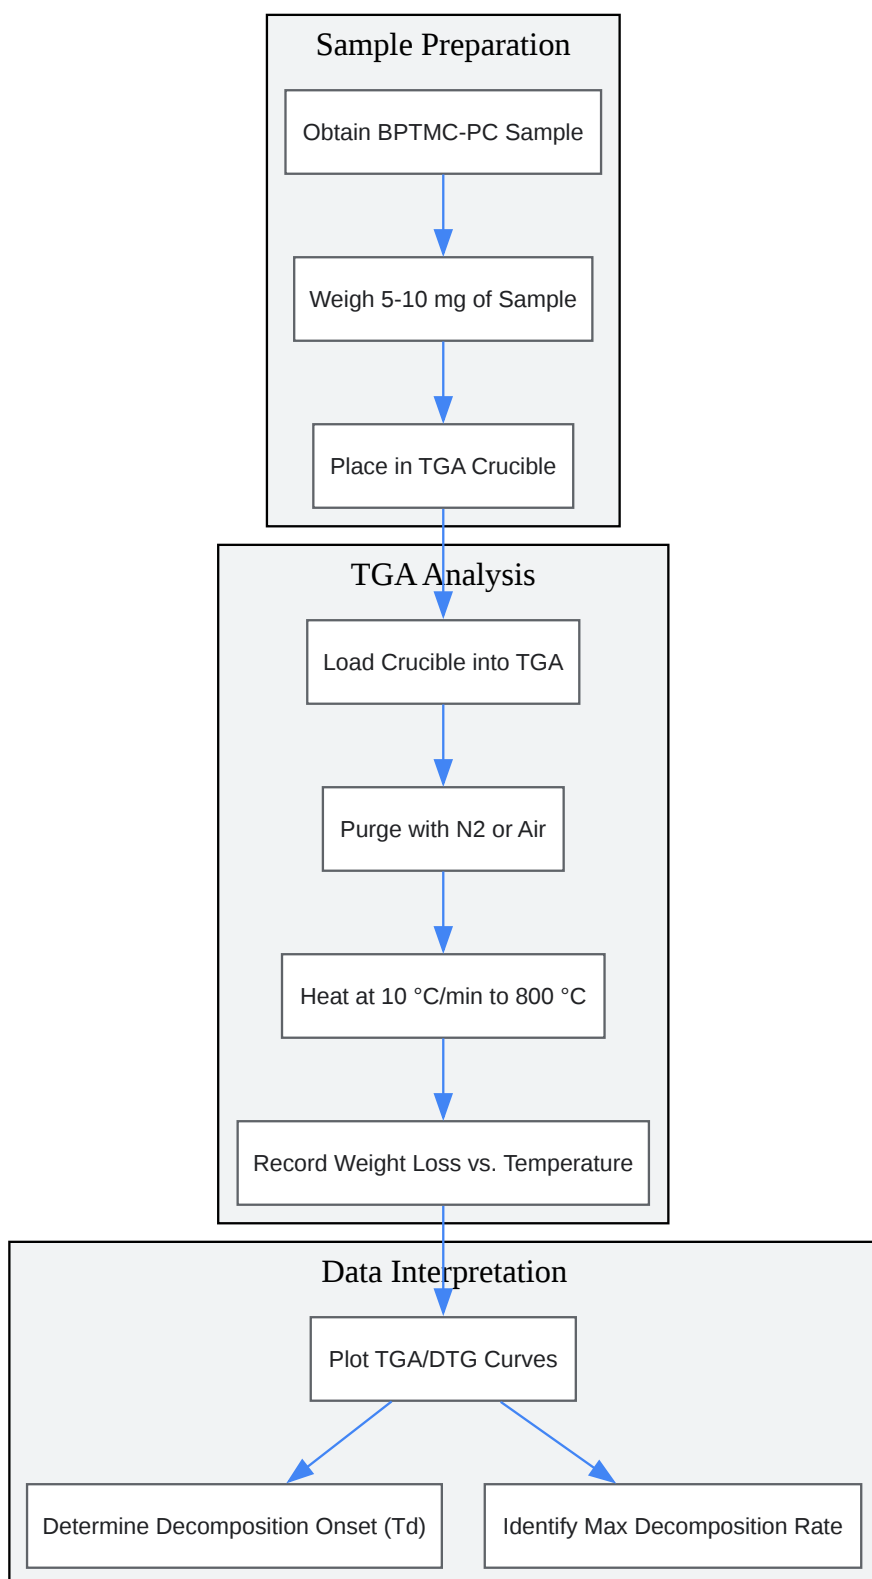 Sample Preparation
Obtain BPTMC-PC Sample
Weigh 5-10 mg of Sample
Place in TGA Crucible
TGA Analysis
Load Crucible into TGA
Purge with N2 or Air
Heat at 10 °C/min to 800 °C
Record Weight Loss vs. Temperature
Data Interpretation
Plot TGA/DTG Curves
Determine Decomposition Onset (Td)
Identify Max Decomposition Rate